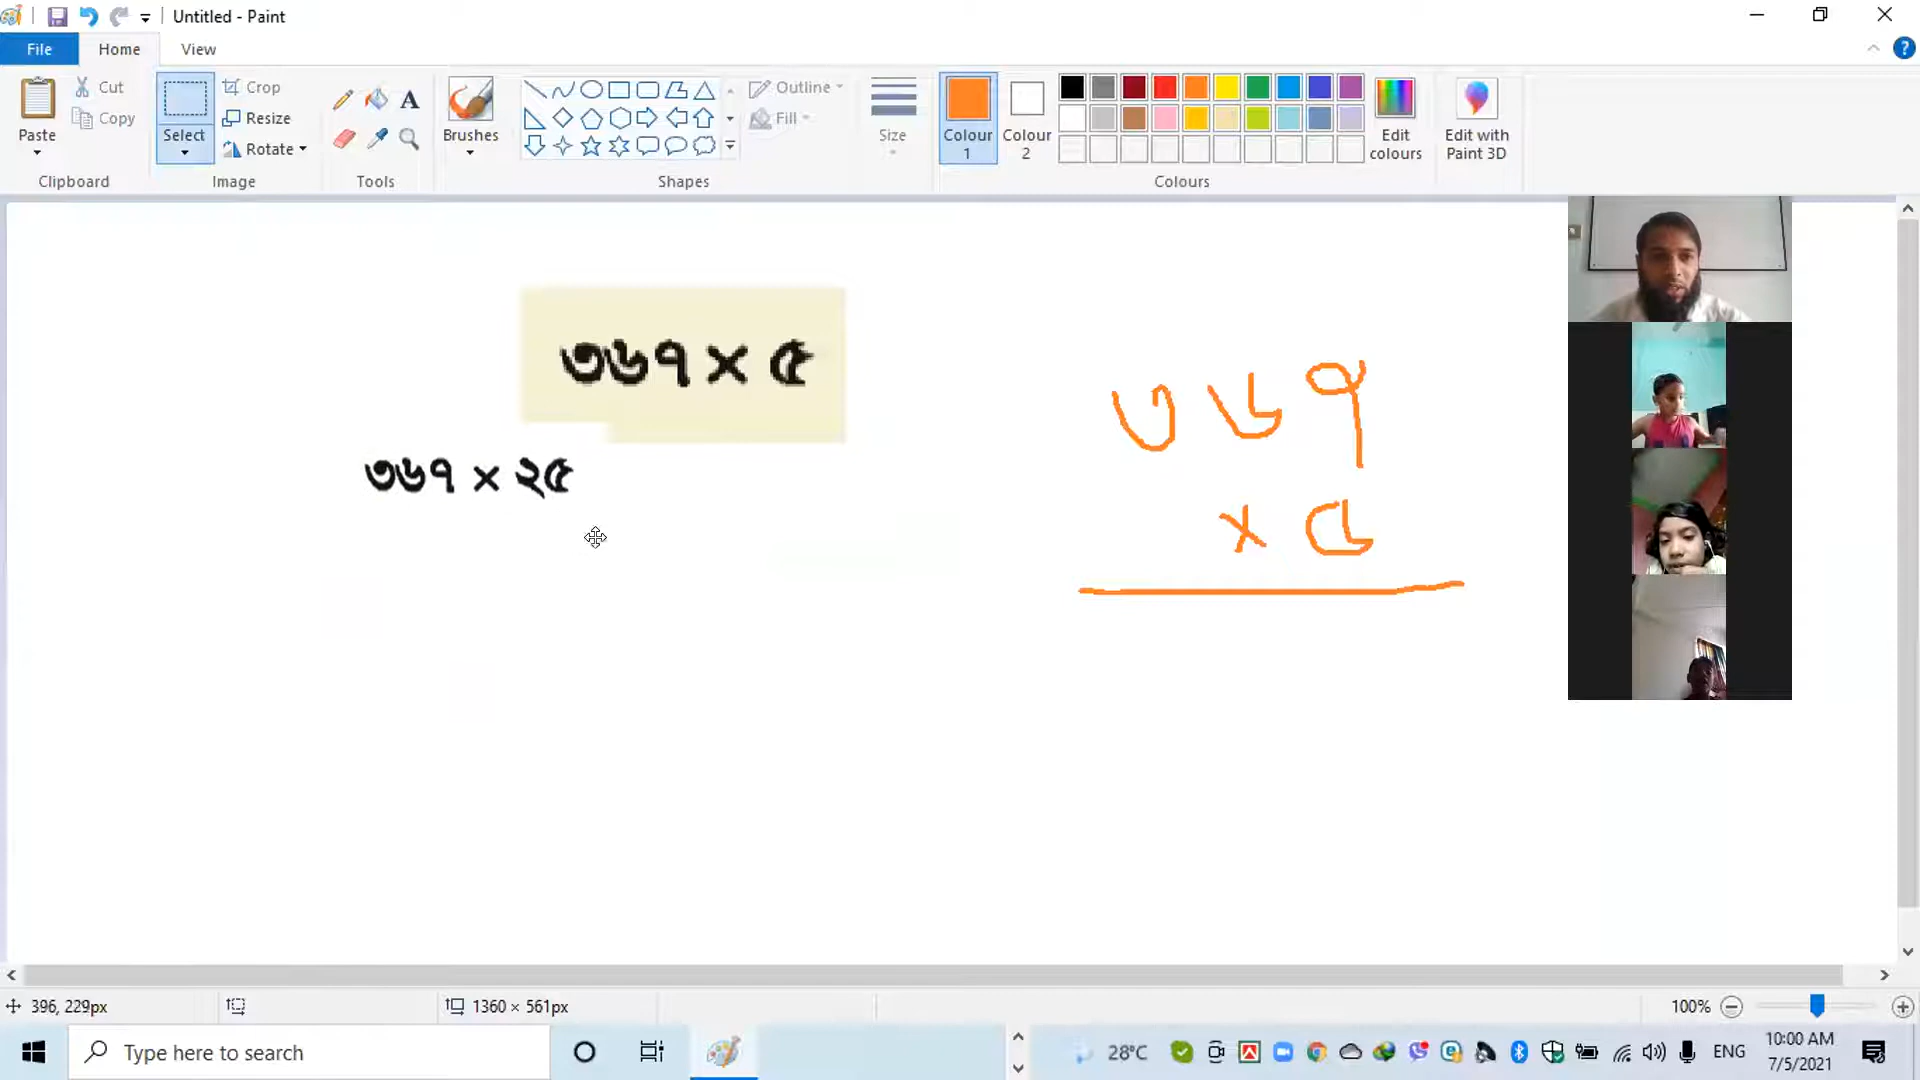 Untitled - Paint
File Home View
Paste
Cut
Copy
Clipboard
Select
Crop
Resize
Rotate
Image
Tools
Brushes
Shapes
Outline
Fill
Size
Colour 1
Colour 2
Colours
Edit colours
Edit with Paint 3D
৩৬৭ × ৫
৩৬৭ × ২৫
৩৬৭
× ৫
396, 229px
1360 × 561px
100%
Type here to search
28°C
ENG
10:00 AM
7/5/2021